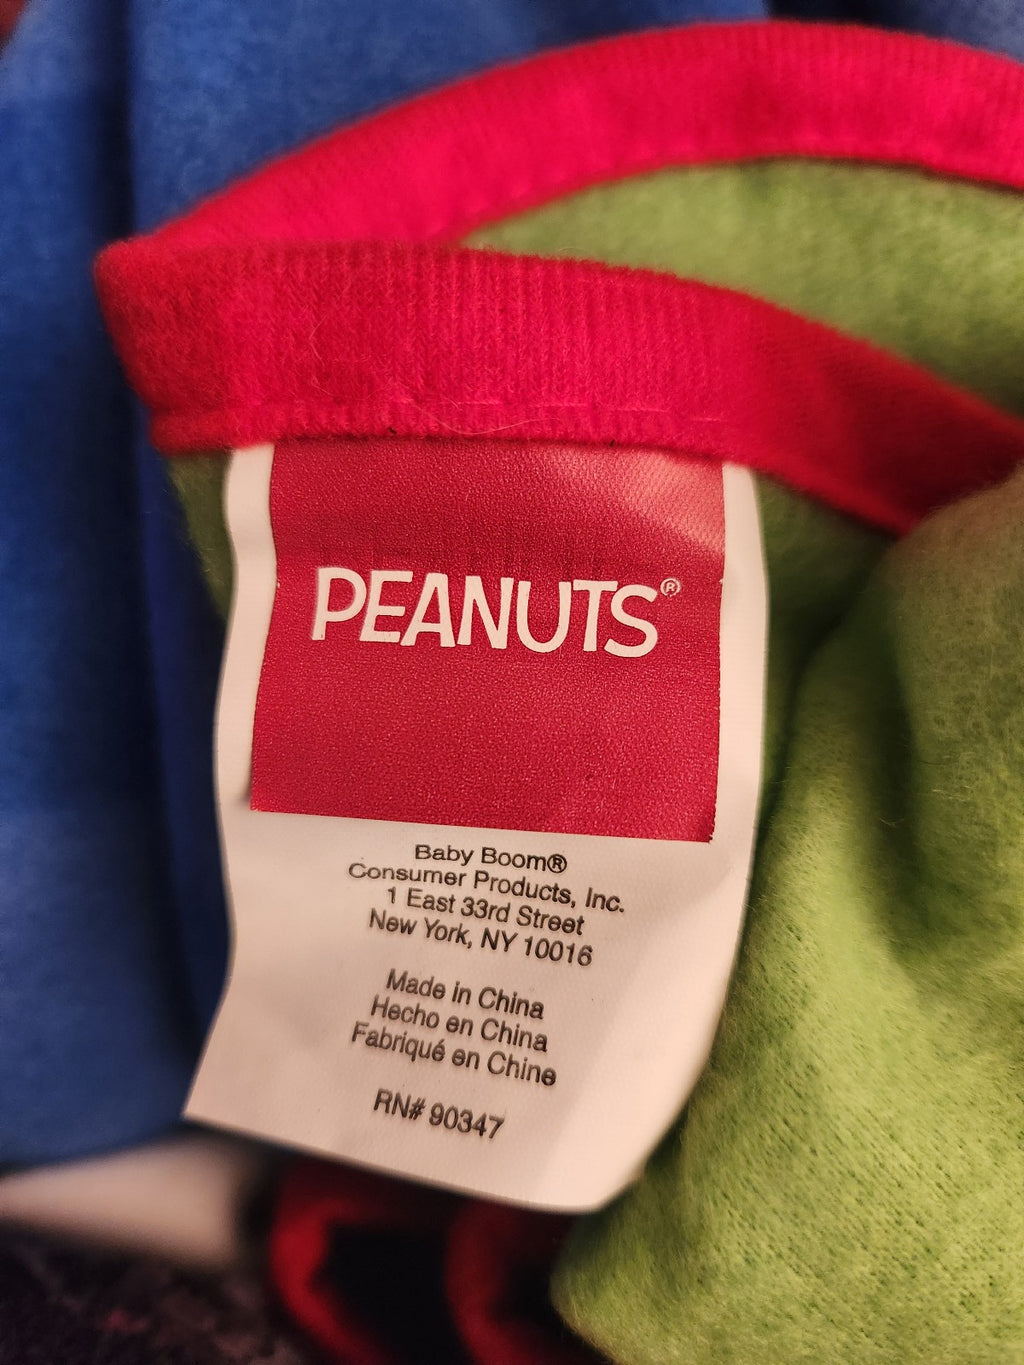 PEANUTS®
Baby Boom®
Consumer Products, Inc.
1 East 33rd Street
New York, NY 10016
Made in China
Hecho en China
Fabriqué en Chine
RN# 90347